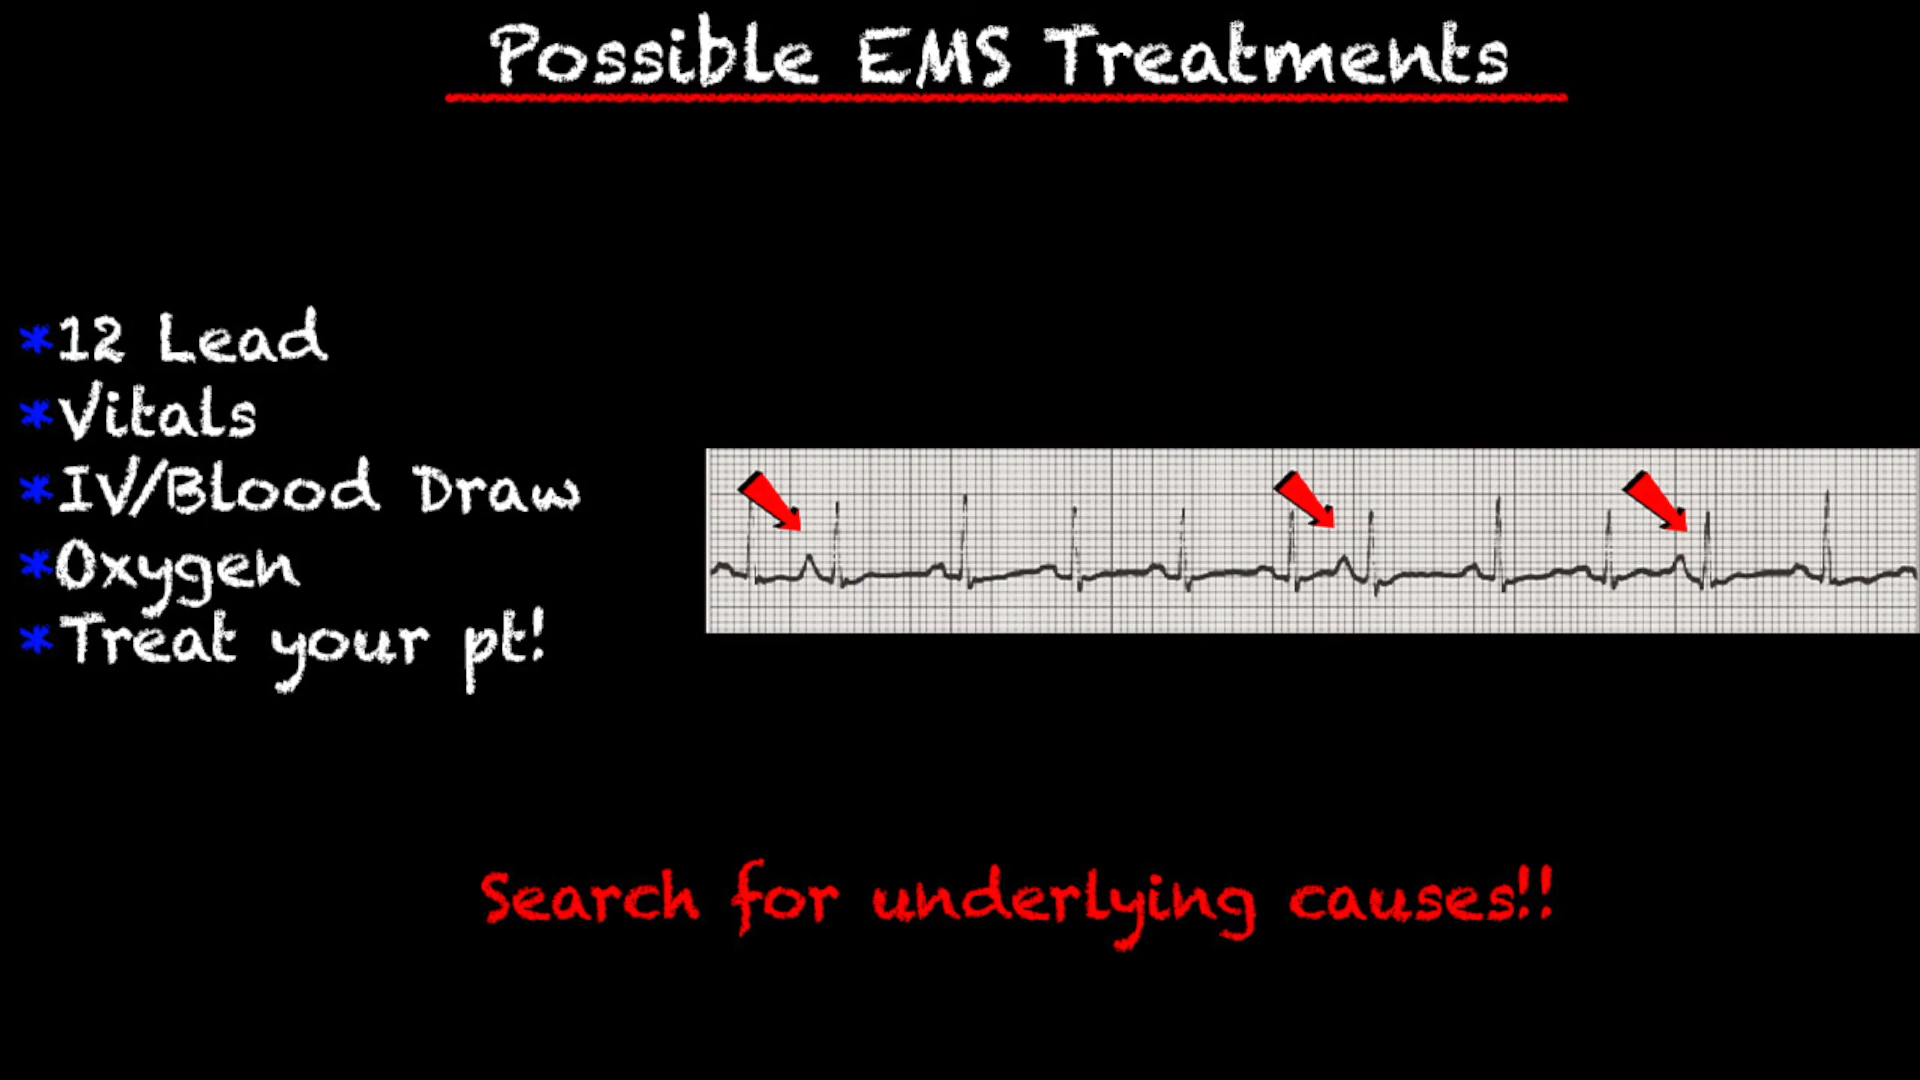 Possible EMS Treatments
*12 Lead
*Vitals
*IV/Blood Draw
*Oxygen
*Treat your pt!
Search for underlying causes!!